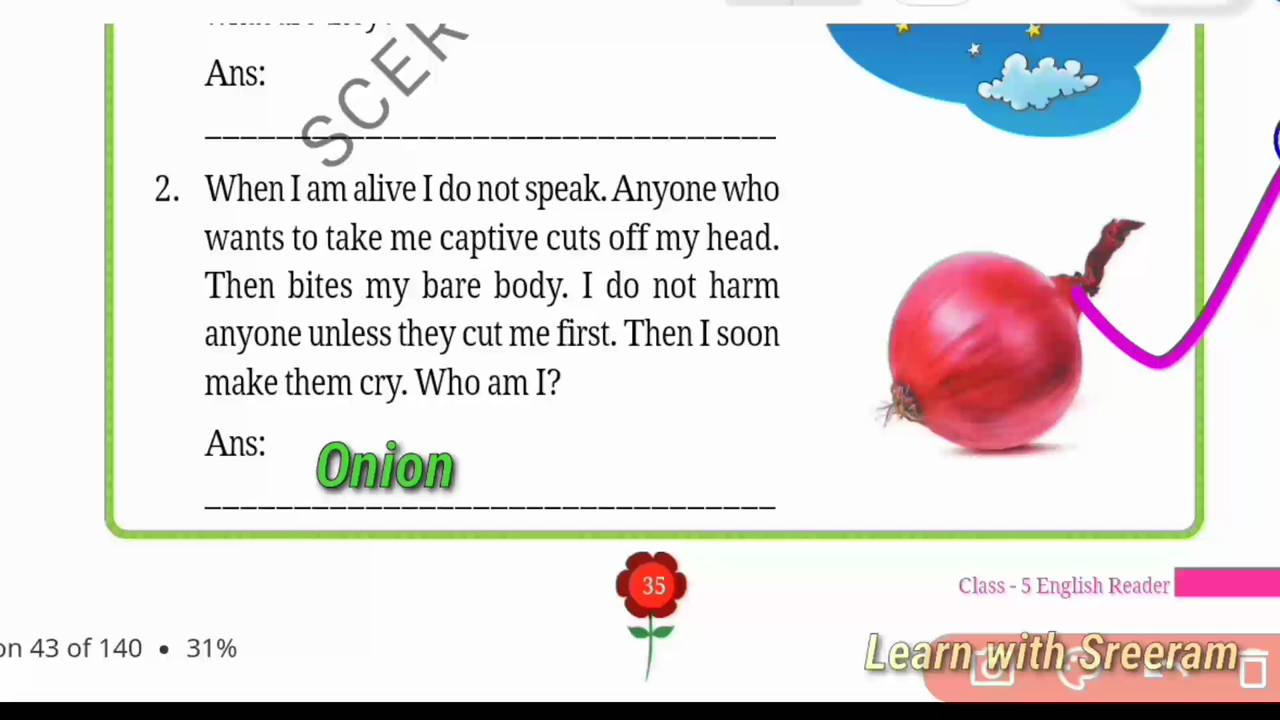 Ans:
SCER
2. When I am alive I do not speak. Anyone who
wants to take me captive cuts off my head.
Then bites my bare body. I do not harm
anyone unless they cut me first. Then I soon
make them cry. Who am I?
Ans:
Onion
35
Class - 5 English Reader
on 43 of 140 • 31%
Learn with Sreeram